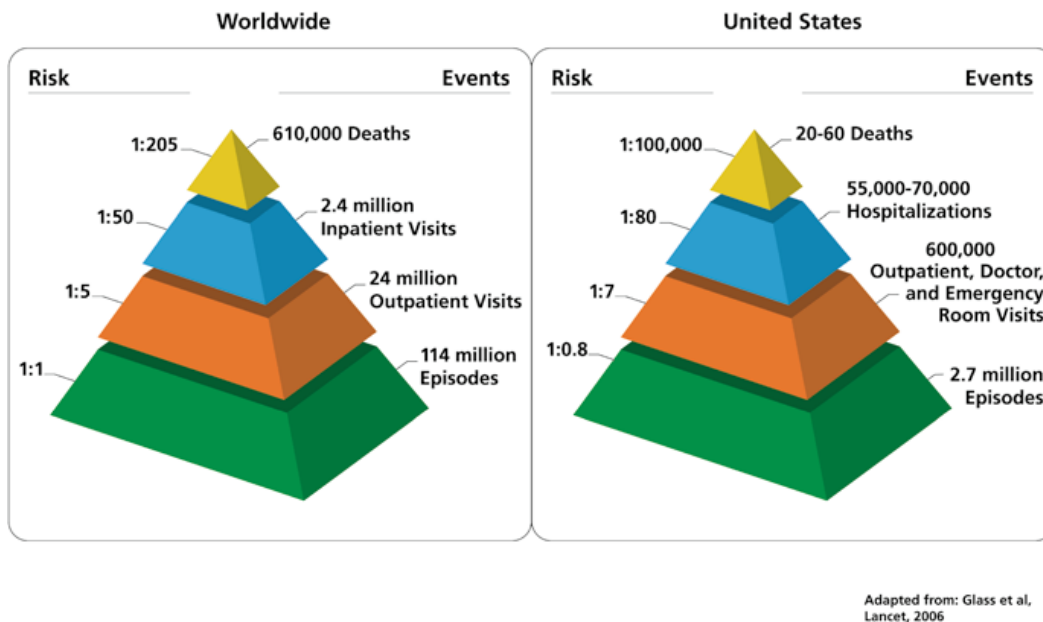 Worldwide
Risk
Events
1:205
610,000 Deaths
1:50
2.4 million
Inpatient Visits
1:5
24 million
Outpatient Visits
1:1
114 million
Episodes
United States
Risk
Events
1:100,000
20-60 Deaths
1:80
55,000-70,000
Hospitalizations
1:7
600,000
Outpatient, Doctor,
and Emergency
Room Visits
1:0.8
2.7 million
Episodes
Adapted from: Glass et al,
Lancet, 2006